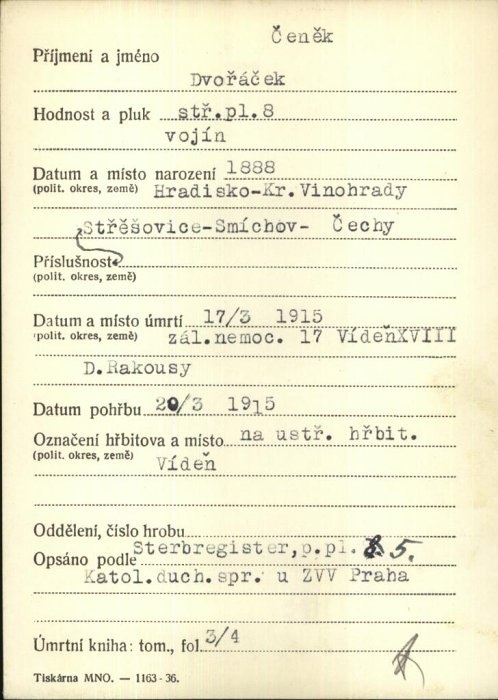 Čeněk
Příjmení a jméno
Dvořáček
Hodnost a pluk stř.pl.8
vojín
Datum a místo narození 1888
(polit. okres, země) Hradisko-Kr.Vinohrady
Střěšovice-Smíchov- Čechy
Příslušnost
(polit. okres, země)
Datum a místo úmrtí 17/3 1915
(polit. okres, země) zál.nemoc. 17 VídeňXVIII
D.Rakousy
Datum pohřbu 20/3 1915
Označení hřbitova a místo na ustř. hřbit.
(polit. okres, země) Vídeň
Oddělení, číslo hrobu
Opsáno podle Sterbregister,p.pl. 5.
Katol.duch.spr. u ZVV Praha
Úmrtní kniha: tom., fol. 3/4
Tiskárna MNO. — 1163-36.